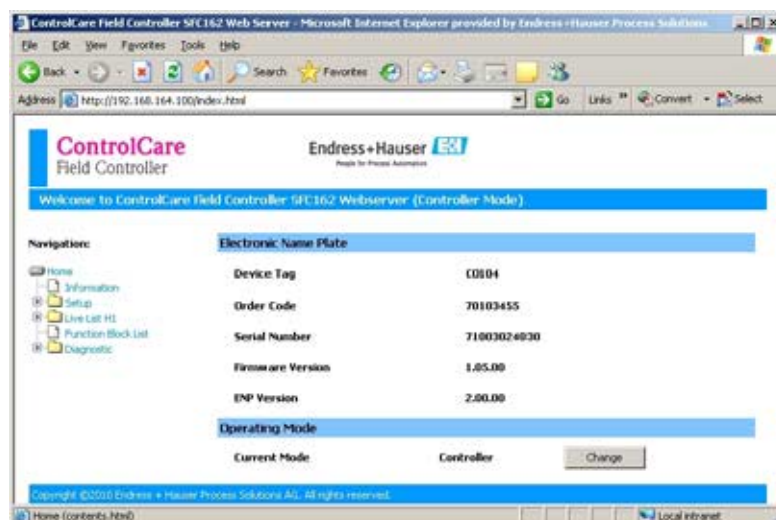 ControlCare Field Controller SFC162 Web Server - Microsoft Internet Explorer provided by Endress+Hauser Process Solutions
File Edit View Favorites Tools Help
Back Search Favorites
Address http://192.168.164.100/index.html Go Links » Convert Select
ControlCare
Field Controller
Endress+Hauser EH
People for Process Automation
Welcome to ControlCare Field Controller SFC162 Webserver (Controller Mode)
Navigation:
Home
Information
Setup
Live List H1
Function Block List
Diagnostic
Electronic Name Plate
Device Tag C0104
Order Code 70103455
Serial Number 71003024030
Firmware Version 1.05.00
ENP Version 2.00.00
Operating Mode
Current Mode Controller Change
Copyright ©2010 Endress + Hauser Process Solutions AG. All rights reserved.
Home (contents.html) Local intranet